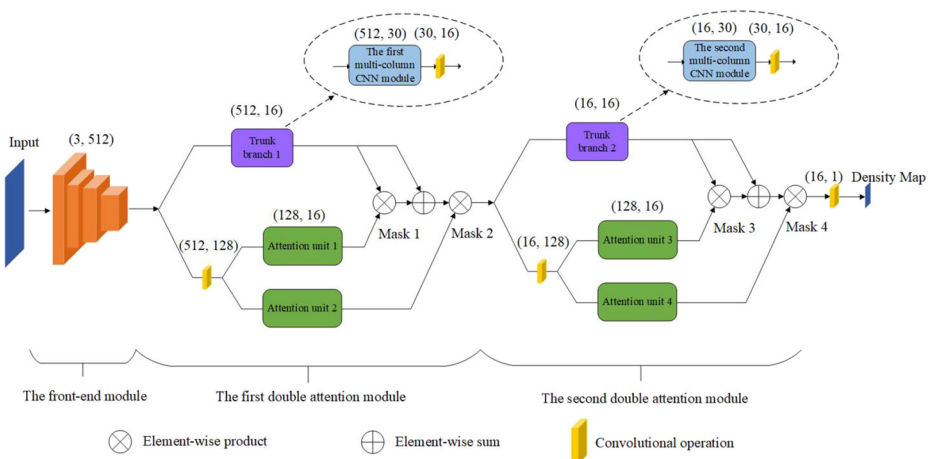 (512, 30) (30, 16)
The first
multi-column
CNN module
(16, 30) (30, 16)
The second
multi-column
CNN module
(512, 16)
Trunk
branch 1
(16, 16)
Trunk
branch 2
Input
(3, 512)
(16, 1)
Density Map
(128, 16)
Mask 1
Mask 2
(128, 16)
Mask 3
Mask 4
(512, 128)
Attention unit 1
(16, 128)
Attention unit 3
Attention unit 2
Attention unit 4
The front-end module
The first double attention module
The second double attention module
Element-wise product
Element-wise sum
Convolutional operation